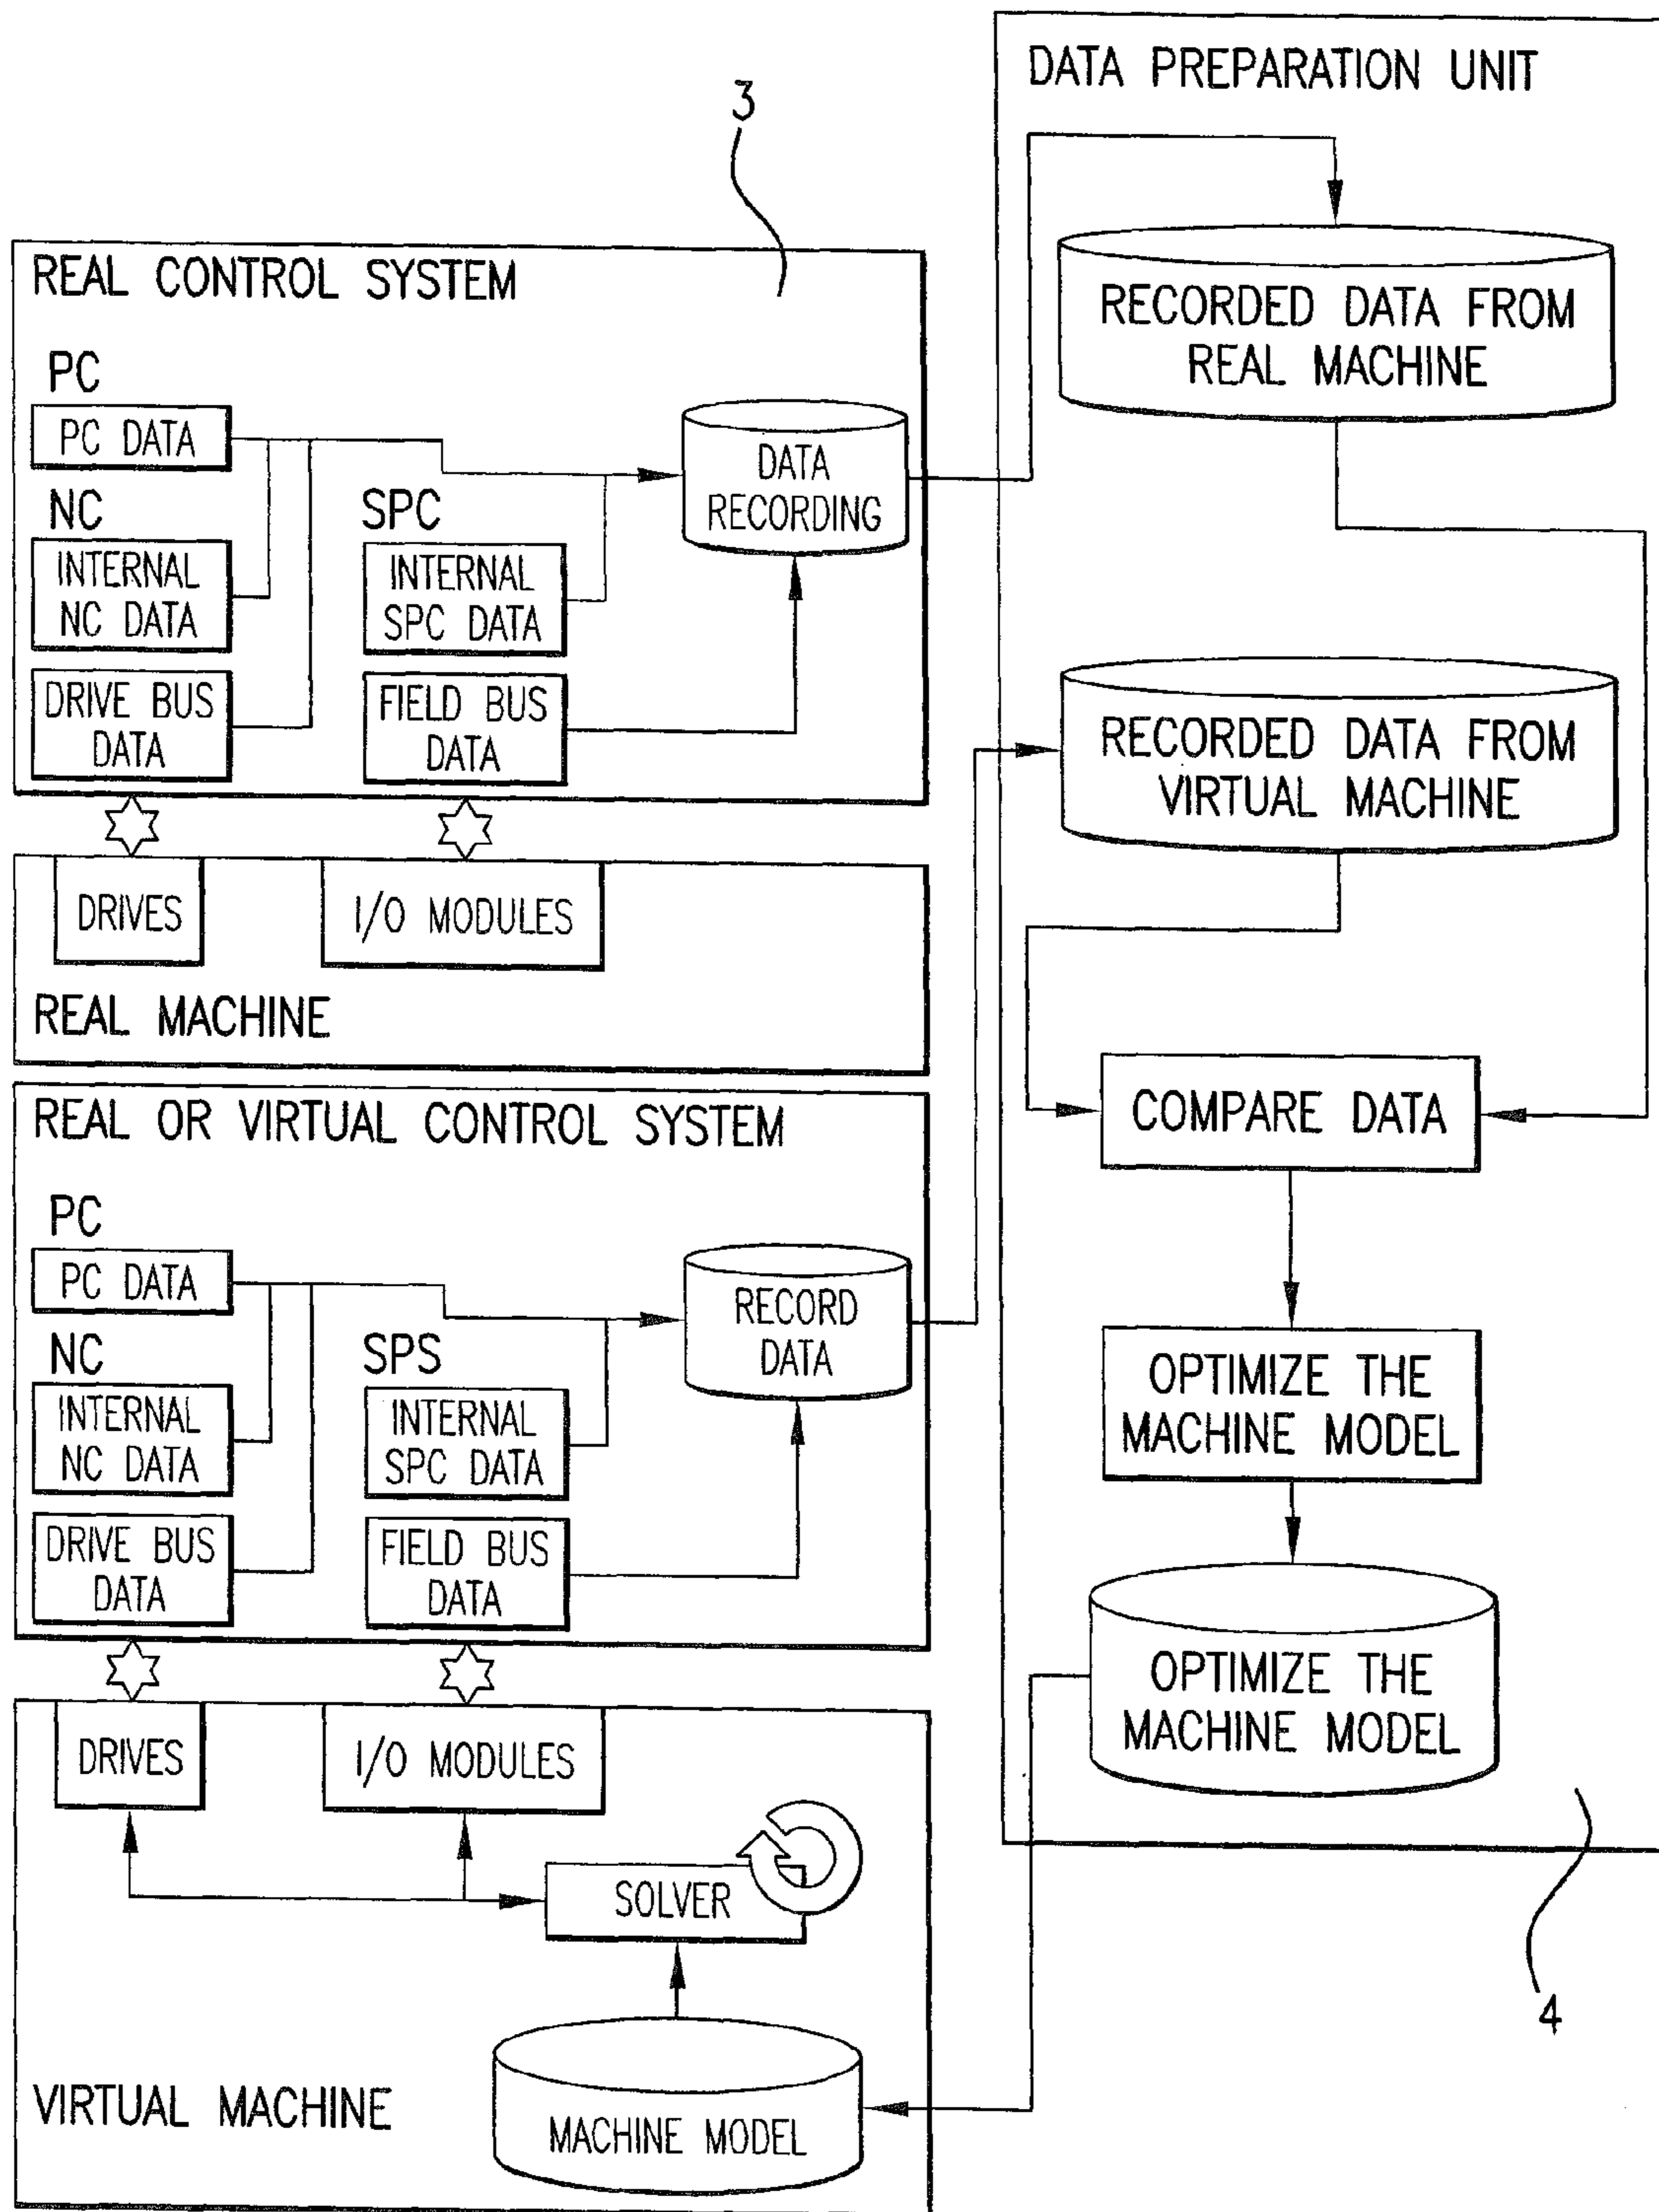 3
REAL CONTROL SYSTEM
PC
PC DATA
NC
INTERNAL
NC DATA
DRIVE BUS
DATA
SPC
INTERNAL
SPC DATA
FIELD BUS
DATA
DATA
RECORDING
DRIVES
I/O MODULES
REAL MACHINE
REAL OR VIRTUAL CONTROL SYSTEM
PC
PC DATA
NC
INTERNAL
NC DATA
DRIVE BUS
DATA
SPS
INTERNAL
SPC DATA
FIELD BUS
DATA
RECORD
DATA
DRIVES
I/O MODULES
SOLVER
VIRTUAL MACHINE
MACHINE MODEL
DATA PREPARATION UNIT
RECORDED DATA FROM
REAL MACHINE
RECORDED DATA FROM
VIRTUAL MACHINE
COMPARE DATA
OPTIMIZE THE
MACHINE MODEL
OPTIMIZE THE
MACHINE MODEL
4